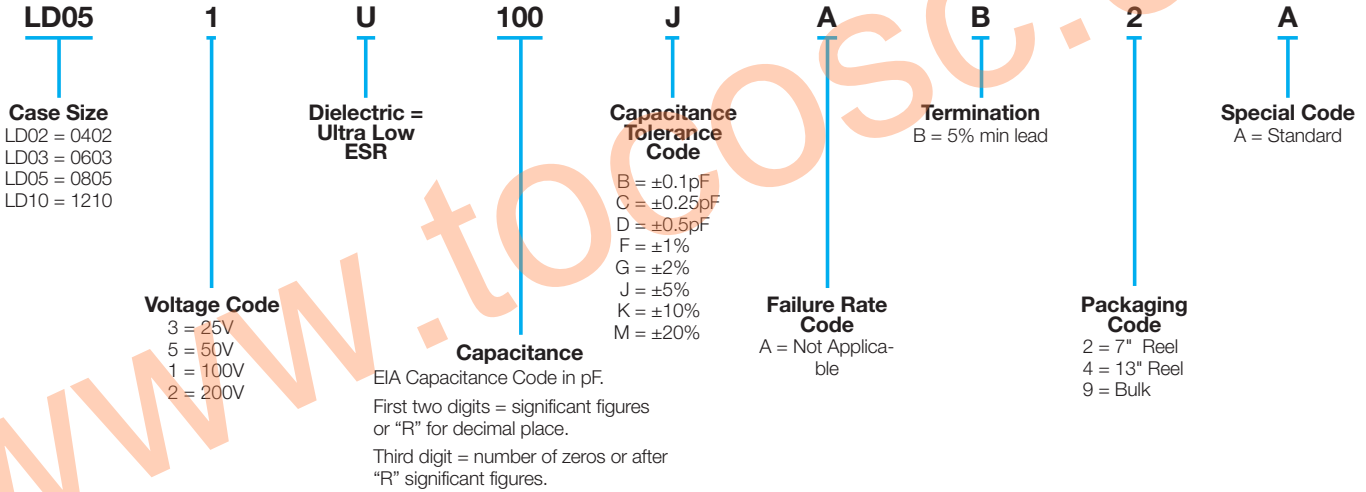 LD05 1 U 100 J A B 2 A
Case Size
LD02 = 0402
LD03 = 0603
LD05 = 0805
LD10 = 1210
Voltage Code
3 = 25V
5 = 50V
1 = 100V
2 = 200V
Dielectric =
Ultra Low
ESR
Capacitance
EIA Capacitance Code in pF.
First two digits = significant figures
or “R” for decimal place.
Third digit = number of zeros or after
“R” significant figures.
Capacitance
Tolerance
Code
B = ±0.1pF
C = ±0.25pF
D = ±0.5pF
F = ±1%
G = ±2%
J = ±5%
K = ±10%
M = ±20%
Failure Rate
Code
A = Not Applica-
ble
Termination
B = 5% min lead
Packaging
Code
2 = 7" Reel
4 = 13" Reel
9 = Bulk
Special Code
A = Standard